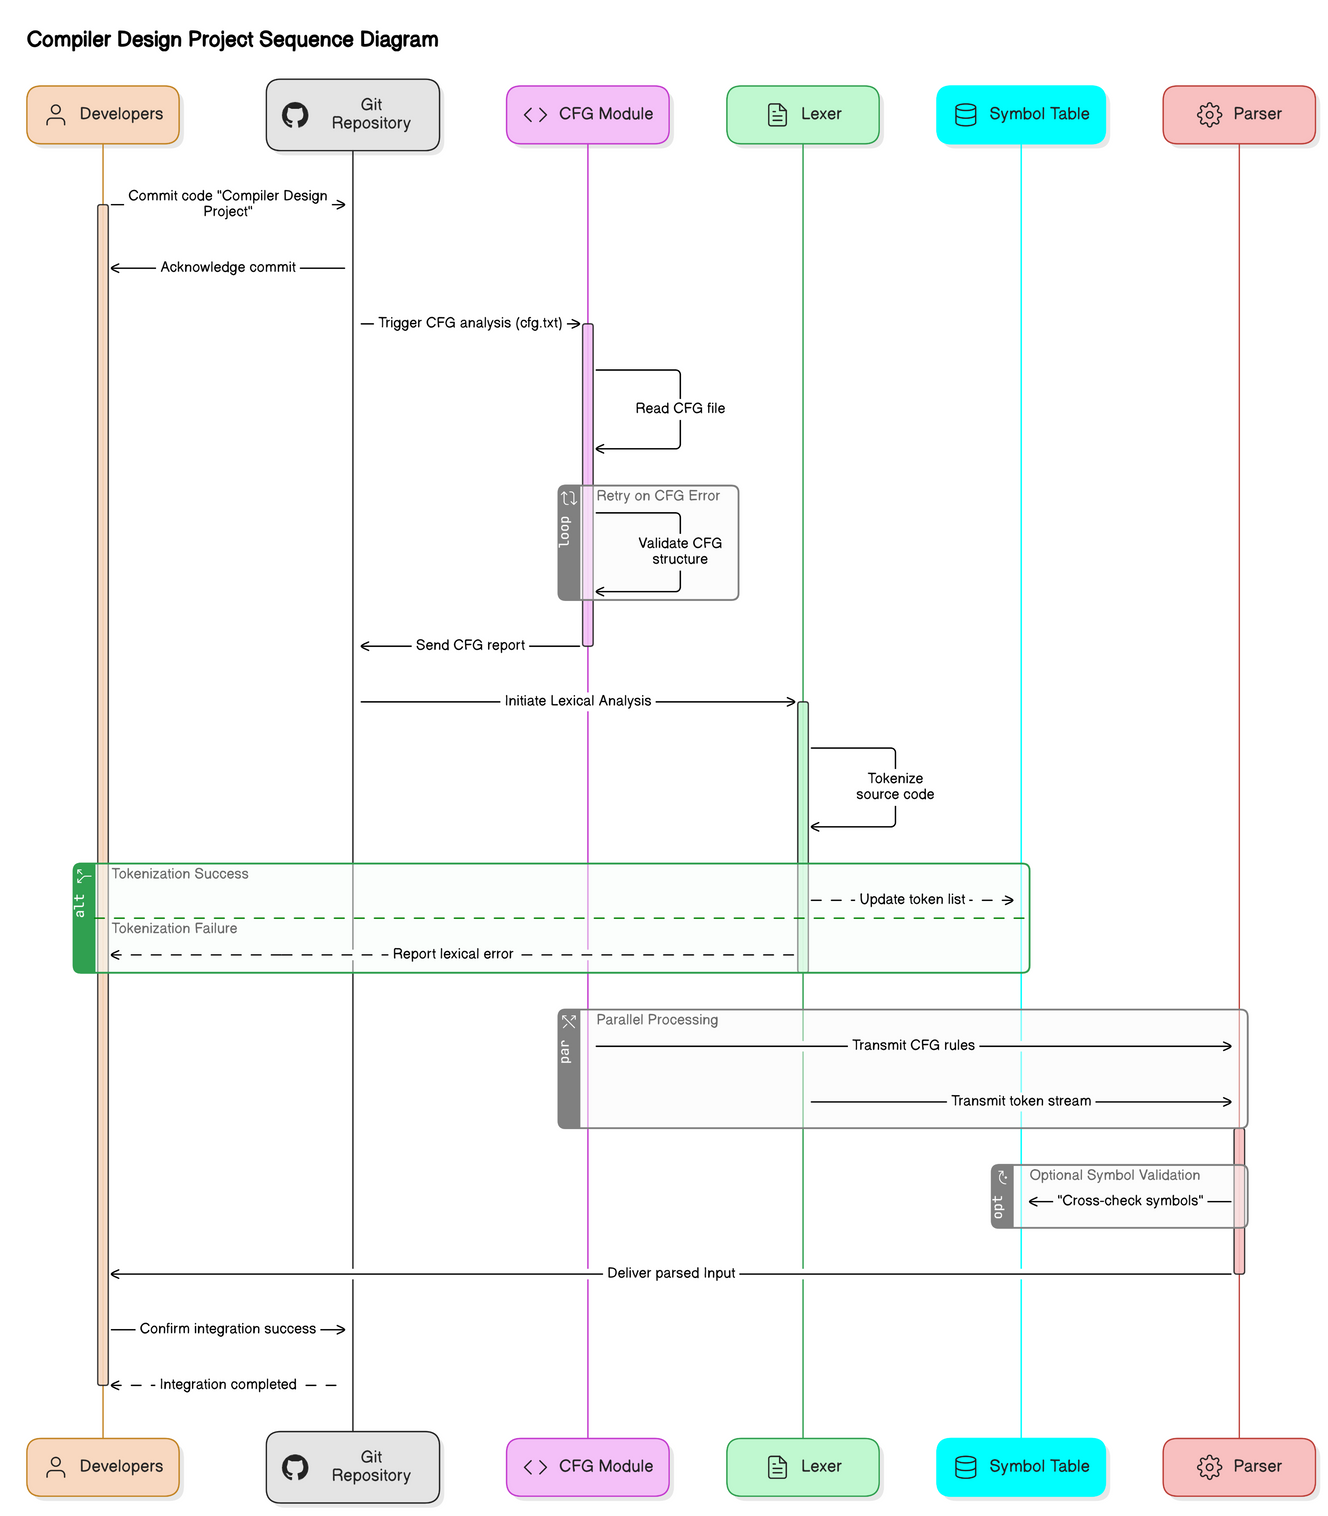 Compiler Design Project Sequence Diagram
Developers
Git
Repository
CFG Module
Lexer
Symbol Table
Parser
Commit code "Compiler Design
Project"
Acknowledge commit
Trigger CFG analysis (cfg.txt)
Read CFG file
loop
Retry on CFG Error
Validate CFG
structure
Send CFG report
Initiate Lexical Analysis
Tokenize
source code
alt
Tokenization Success
Update token list
Tokenization Failure
Report lexical error
par
Parallel Processing
Transmit CFG rules
Transmit token stream
opt
Optional Symbol Validation
"Cross-check symbols"
Deliver parsed Input
Confirm integration success
Integration completed
Developers
Git
Repository
CFG Module
Lexer
Symbol Table
Parser